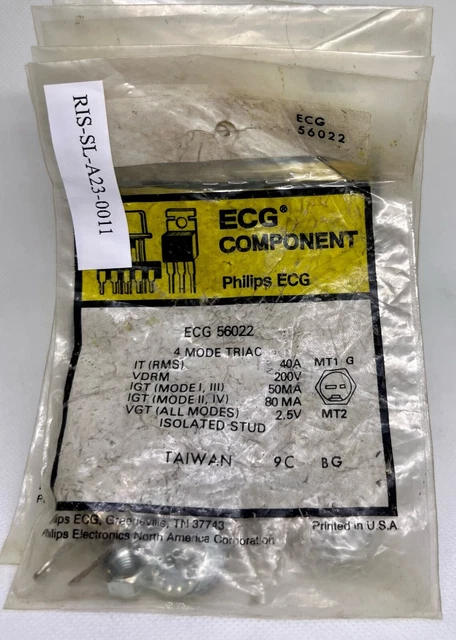 RIS-SL-A23-0011
ECG
56022
ECG®
COMPONENT
Philips ECG
ECG 56022
4 MODE TRIAC
IT (RMS) 40A MT1 G
VDRM 200V
IGT (MODE I, III) 50MA
IGT (MODE II, IV) 80 MA
VGT (ALL MODES) 2.5V MT2
ISOLATED STUD
TAIWAN 9C BG
ECG, Greeneville, TN 37743 Printed in U.S.A
Philips Electronics North America Corporation